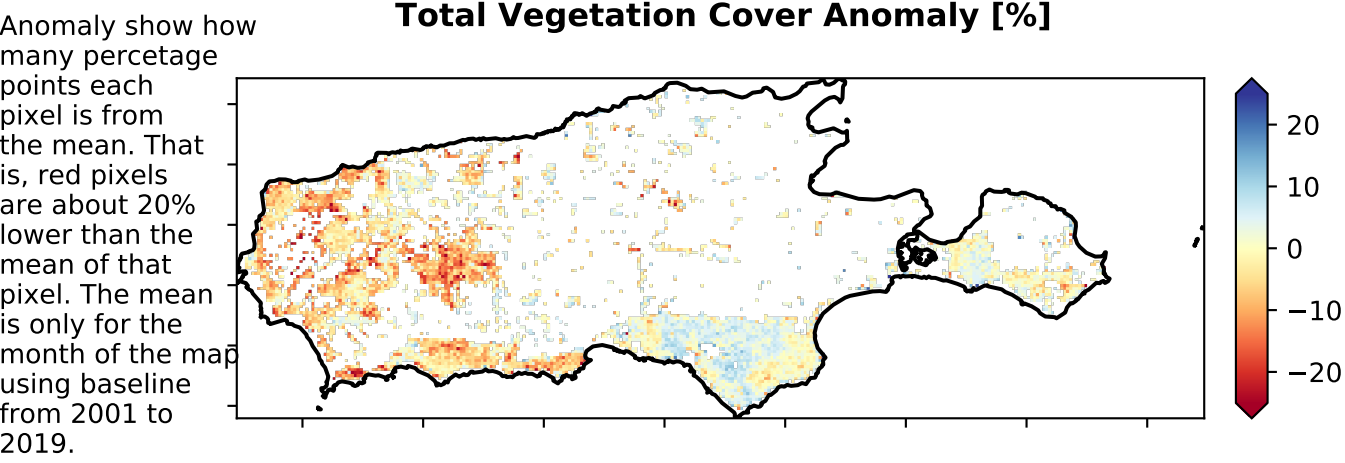 Total Vegetation Cover Anomaly [%]
Anomaly show how
many percetage
points each
pixel is from
the mean. That
is, red pixels
are about 20%
lower than the
mean of that
pixel. The mean
is only for the
month of the map
using baseline
from 2001 to
2019.
20
10
0
−10
−20